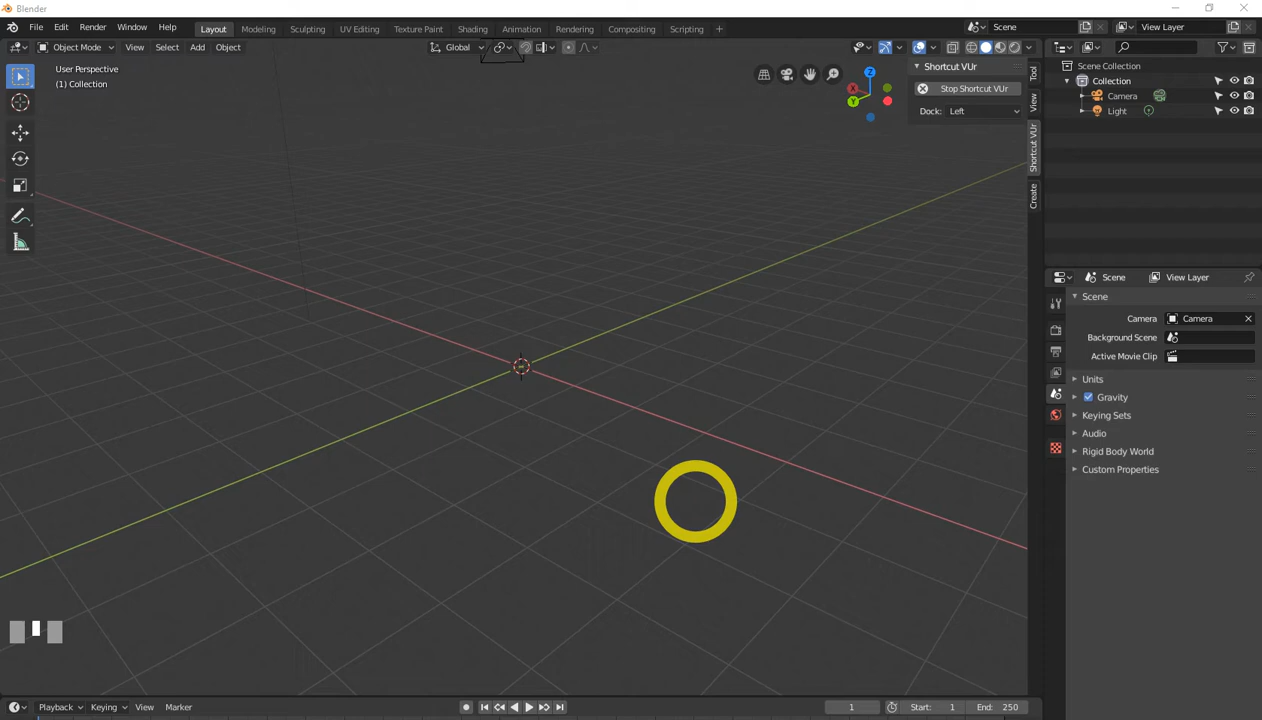 Blender
File Edit Render Window Help Layout Modeling Sculpting UV Editing Texture Paint Shading Animation Rendering Compositing Scripting + Scene View Layer
Object Mode View Select Add Object Global
User Perspective
(1) Collection
X
Y
Z
Shortcut VUr
Stop Shortcut VUr
Dock: Left
Tool
View
Shortcut VUr
Create
Scene Collection
Collection
Camera
Light
Scene View Layer
Scene
Camera Camera
Background Scene
Active Movie Clip
Units
Gravity
Keying Sets
Audio
Rigid Body World
Custom Properties
Playback Keying View Marker 1 Start: 1 End: 250